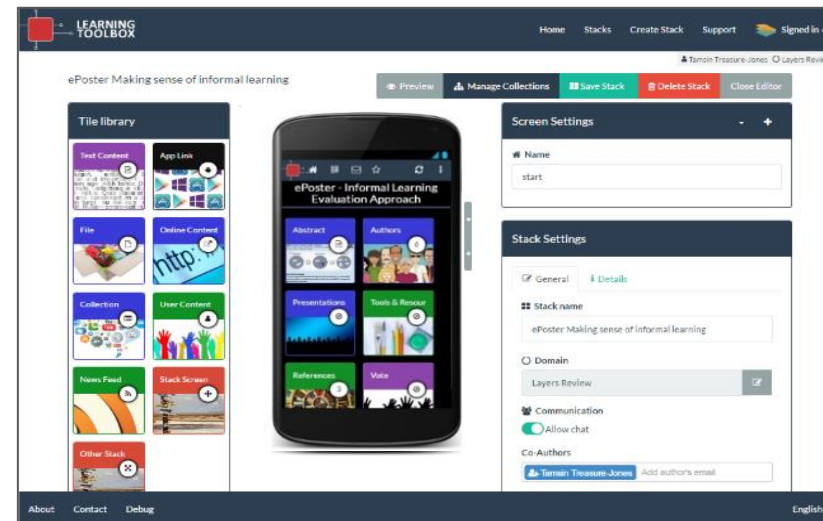 LEARNING
TOOLBOX
Home Stacks Create Stack Support Signed in
Tamsin Treasure-Jones Layers Revie
ePoster Making sense of informal learning
Preview Manage Collections Save Stack Delete Stack Close Editor
Tile library
Text Content App Link
File Online Content
http:
Collection User Content
News Feed Stack Screen
Other Stack
ePoster - Informal Learning
Evaluation Approach
Abstract Authors
6
Presentations Tools & Resour
References Vote
3
Screen Settings - +
Name
start
Stack Settings
General i Details
Stack name
ePoster Making sense of informal learning
Domain
Layers Review
Communication
Allow chat
Co-Authors
Tamsin Treasure-Jones Add author's email
About Contact Debug English